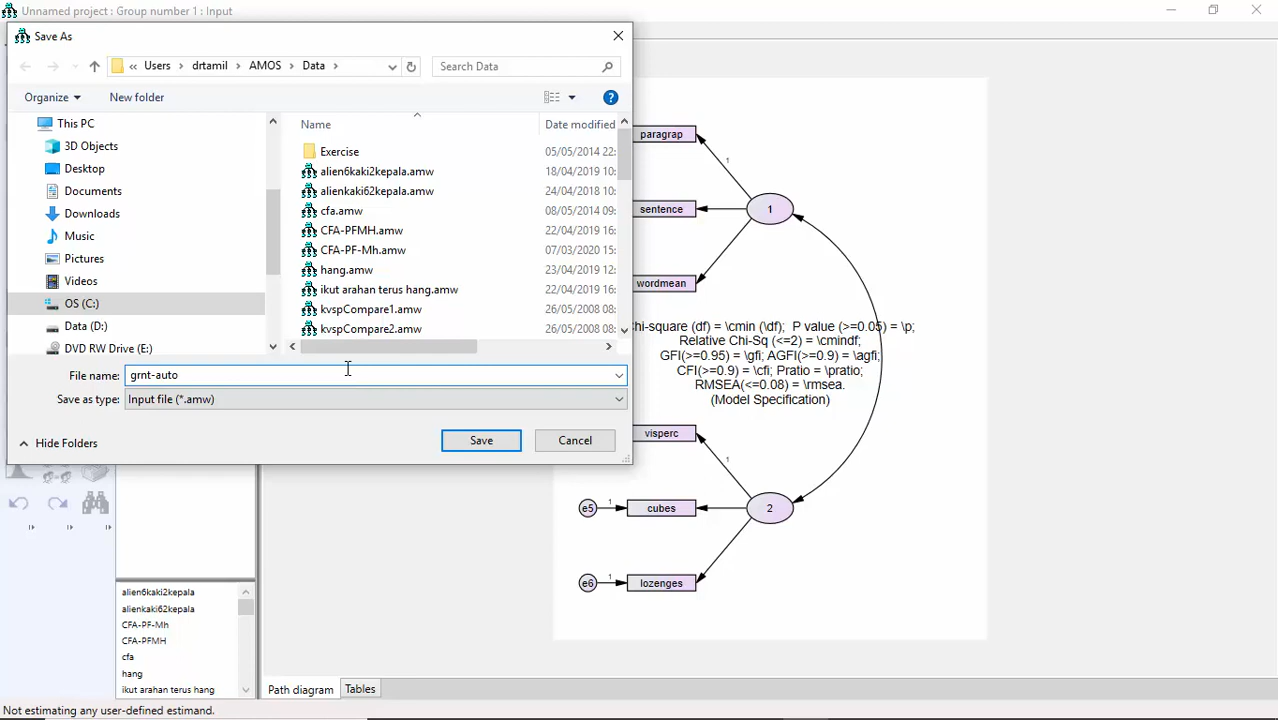 Unnamed project : Group number 1 : Input
Save As
« Users › drtamil › AMOS › Data ›
Search Data
Organize
New folder
This PC
3D Objects
Desktop
Documents
Downloads
Music
Pictures
Videos
OS (C:)
Data (D:)
DVD RW Drive (E:)
Name
Date modified
Exercise
05/05/2014 22:
alien6kaki2kepala.amw
18/04/2019 10:
alienkaki62kepala.amw
24/04/2018 10:
cfa.amw
08/05/2014 09:
CFA-PFMH.amw
22/04/2019 16:
CFA-PF-Mh.amw
07/03/2020 15:
hang.amw
23/04/2019 12:
ikut arahan terus hang.amw
22/04/2019 16:
kvspCompare1.amw
26/05/2008 08:
kvspCompare2.amw
26/05/2008 08:
File name:
grnt-auto
Save as type:
Input file (*.amw)
Hide Folders
Save
Cancel
paragrap
1
sentence
1
wordmean
hi-square (df) = \cmin (\df); P value (>=0.05) = \p;
Relative Chi-Sq (<=2) = \cmindf;
GFI(>=0.95) = \gfi; AGFI(>=0.9) = \agfi;
CFI(>=0.9) = \cfi; Pratio = \pratio;
RMSEA(<=0.08) = \rmsea.
(Model Specification)
visperc
1
e5
1
cubes
2
e6
1
lozenges
alien6kaki2kepala
alienkaki62kepala
CFA-PF-Mh
CFA-PFMH
cfa
hang
ikut arahan terus hang
Path diagram
Tables
Not estimating any user-defined estimand.